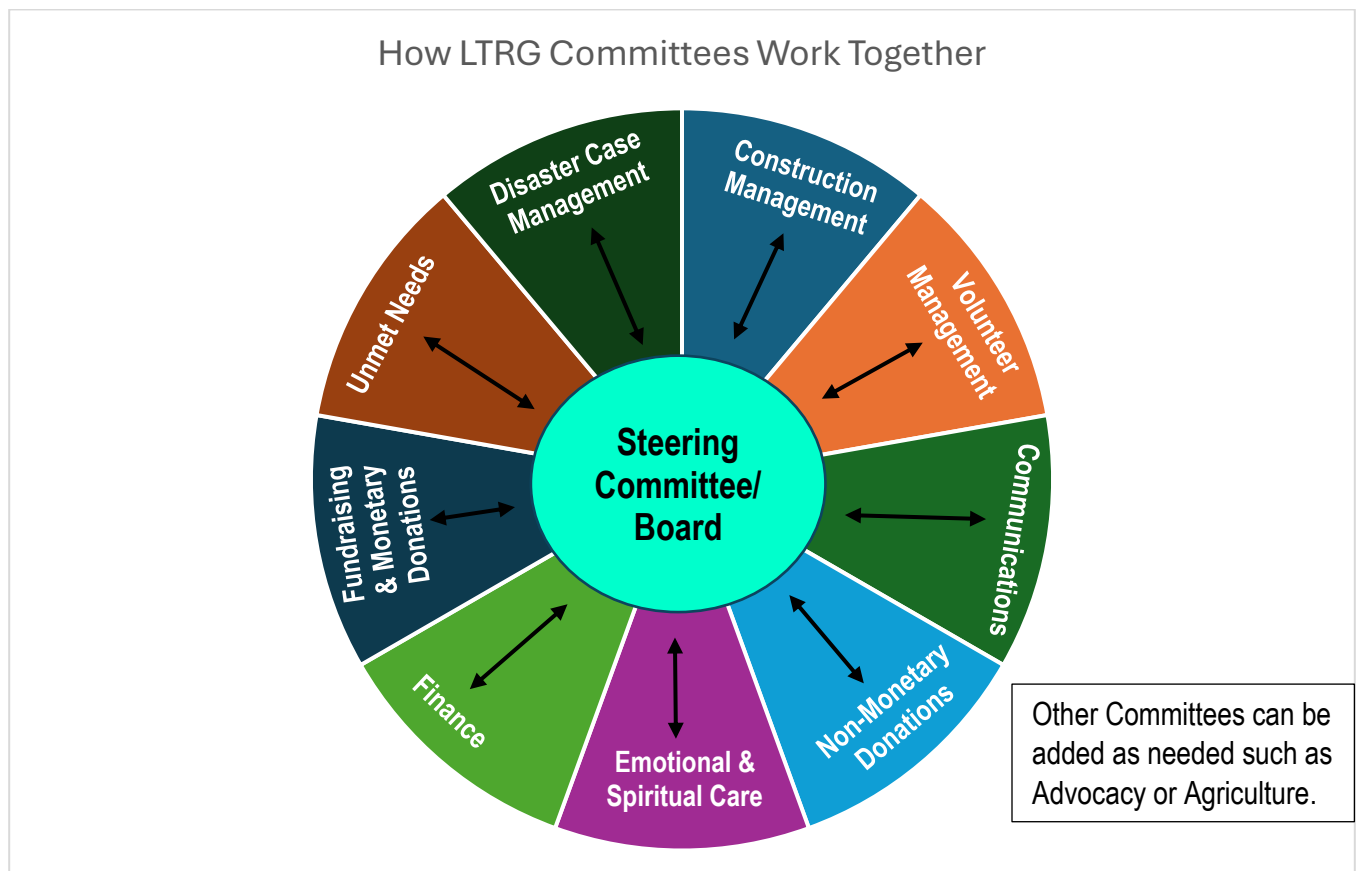 How LTRG Committees Work Together
Disaster Case
Management
Construction
Management
Volunteer
Management
Communications
Non-Monetary
Donations
Emotional &
Spiritual Care
Finance
Fundraising
& Monetary
Donations
Unmet Needs
Steering
Committee/
Board
Other Committees can be
added as needed such as
Advocacy or Agriculture.